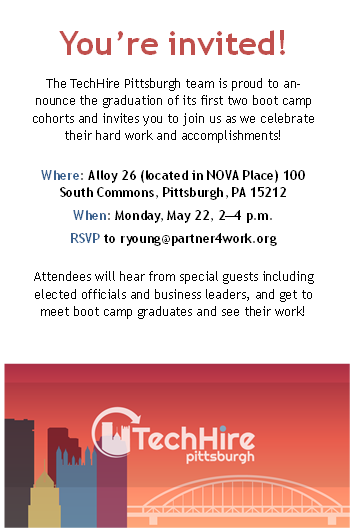 You're invited!
The TechHire Pittsburgh team is proud to an-
nounce the graduation of its first two boot camp
cohorts and invites you to join us as we celebrate
their hard work and accomplishments!
Where: Alloy 26 (located in NOVA Place) 100
South Commons, Pittsburgh, PA 15212
When: Monday, May 22, 2–4 p.m.
RSVP to ryoung@partner4work.org
Attendees will hear from special guests including
elected officials and business leaders, and get to
meet boot camp graduates and see their work!
TechHire
pittsburgh